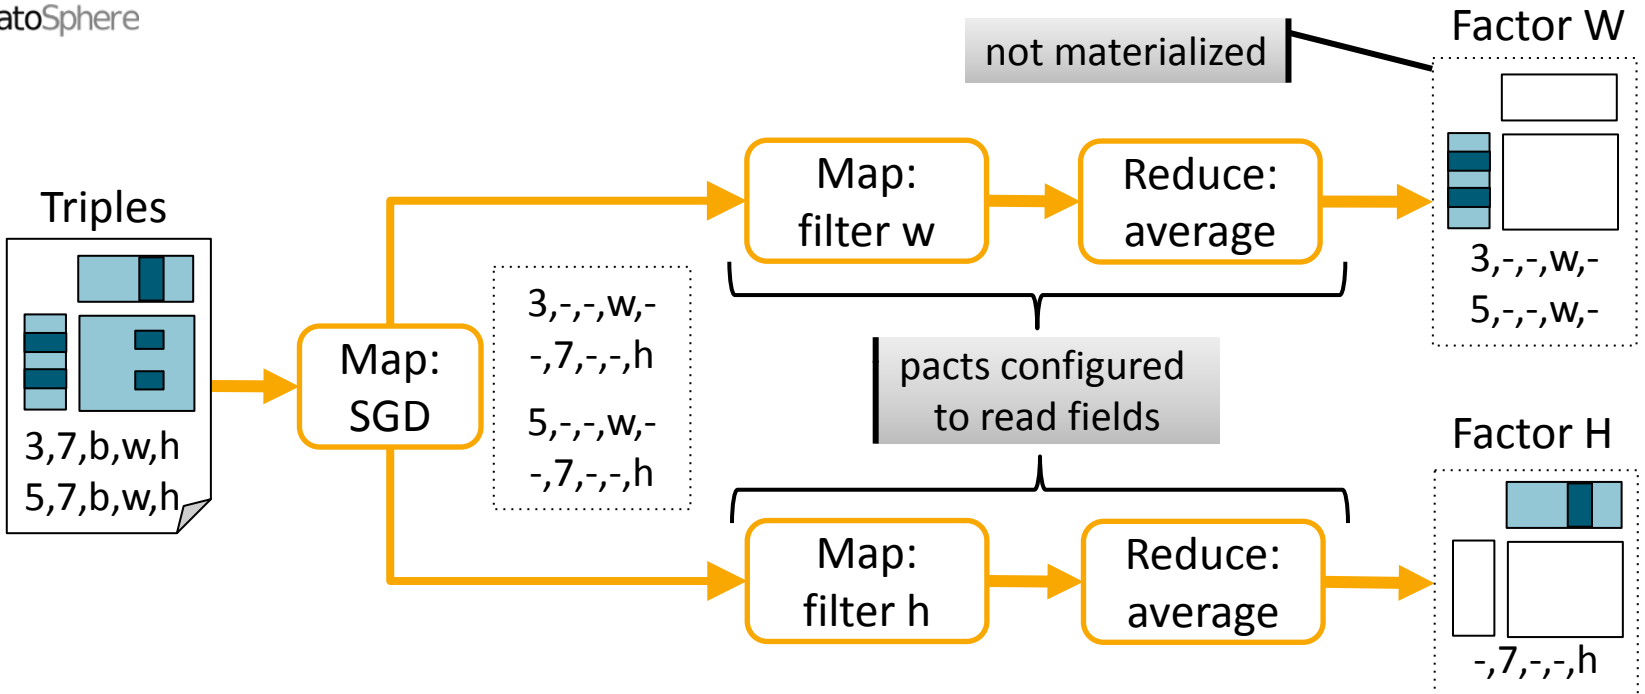 atoSphere
Triples
3,7,b,w,h
5,7,b,w,h
Map:
SGD
3,-,-,w,-
-,7,-,-,h
5,-,-,w,-
-,7,-,-,h
Map:
filter w
Reduce:
average
not materialized
Factor W
3,-,-,w,-
5,-,-,w,-
pacts configured
to read fields
Map:
filter h
Reduce:
average
Factor H
-,7,-,-,h